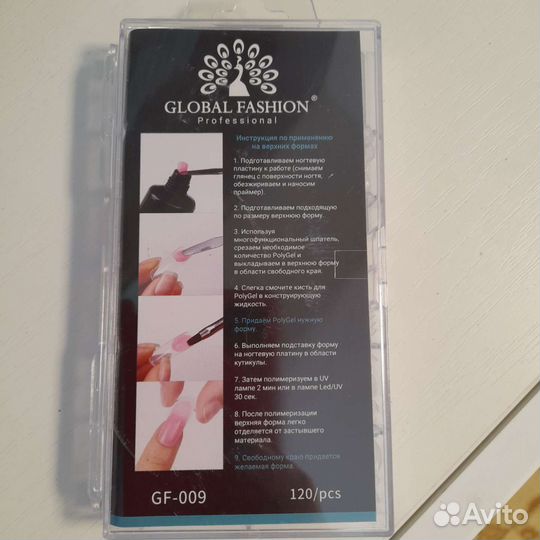 GLOBAL FASHION ®
Professional
Инструкция по применению
на верхних формах
1. Подготавливаем ногтевую
пластину к работе (снимаем
глянец с поверхности ногтя,
обезжириваем и наносим
праймер).
2. Подготавливаем подходящую
по размеру верхнюю форму.
3. Используя
многофункциональный шпатель,
срезаем необходимое
количество PolyGel и
выкладываем в верхнюю форму
в области свободного края.
4. Слегка смочите кисть для
PolyGel в конструирующую
жидкость.
5. Придаём PolyGel нужную
форму.
6. Выполняем подставку форму
на ногтевую платину в области
кутикулы.
7. Затем полимеризуем в UV
лампе 2 мин или в лампе Led/UV
30 сек.
8. После полимеризации
верхняя форма легко
отделяется от застывшего
материала.
9. Свободному краю придается
желаемая форма.
GF-009
120/pcs
Avito